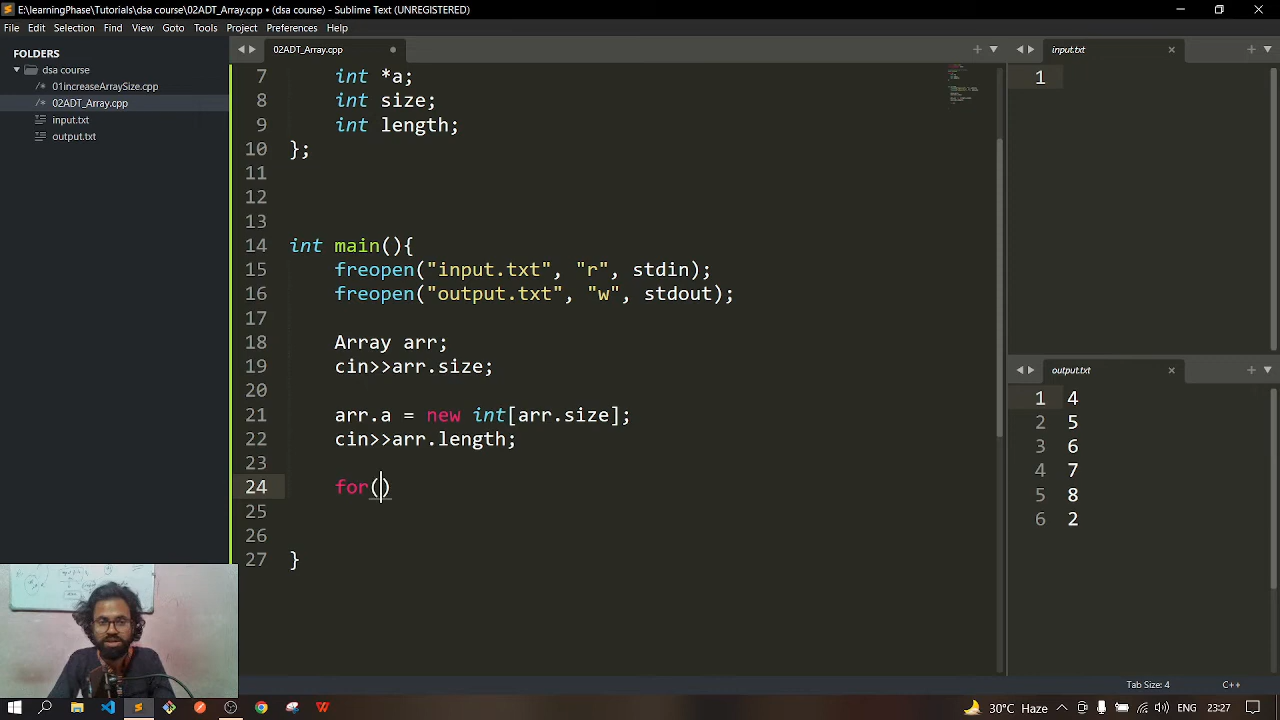 E:\learningPhase\Tutorials\dsa course\02ADT_Array.cpp • (dsa course) - Sublime Text (UNREGISTERED)
File Edit Selection Find View Goto Tools Project Preferences Help
FOLDERS
dsa course
/* 01increaseArraySize.cpp
/* 02ADT_Array.cpp
input.txt
output.txt
02ADT_Array.cpp
7 int *a;
8 int size;
9 int length;
10 };
11
12
13
14 int main(){
15 freopen("input.txt", "r", stdin);
16 freopen("output.txt", "w", stdout);
17
18 Array arr;
19 cin>>arr.size;
20
21 arr.a = new int[arr.size];
22 cin>>arr.length;
23
24 for()
25
26
27 }
input.txt
1
output.txt
1 4
2 5
3 6
4 7
5 8
6 2
Tab Size: 4 C++
30°C Haze ENG 23:27